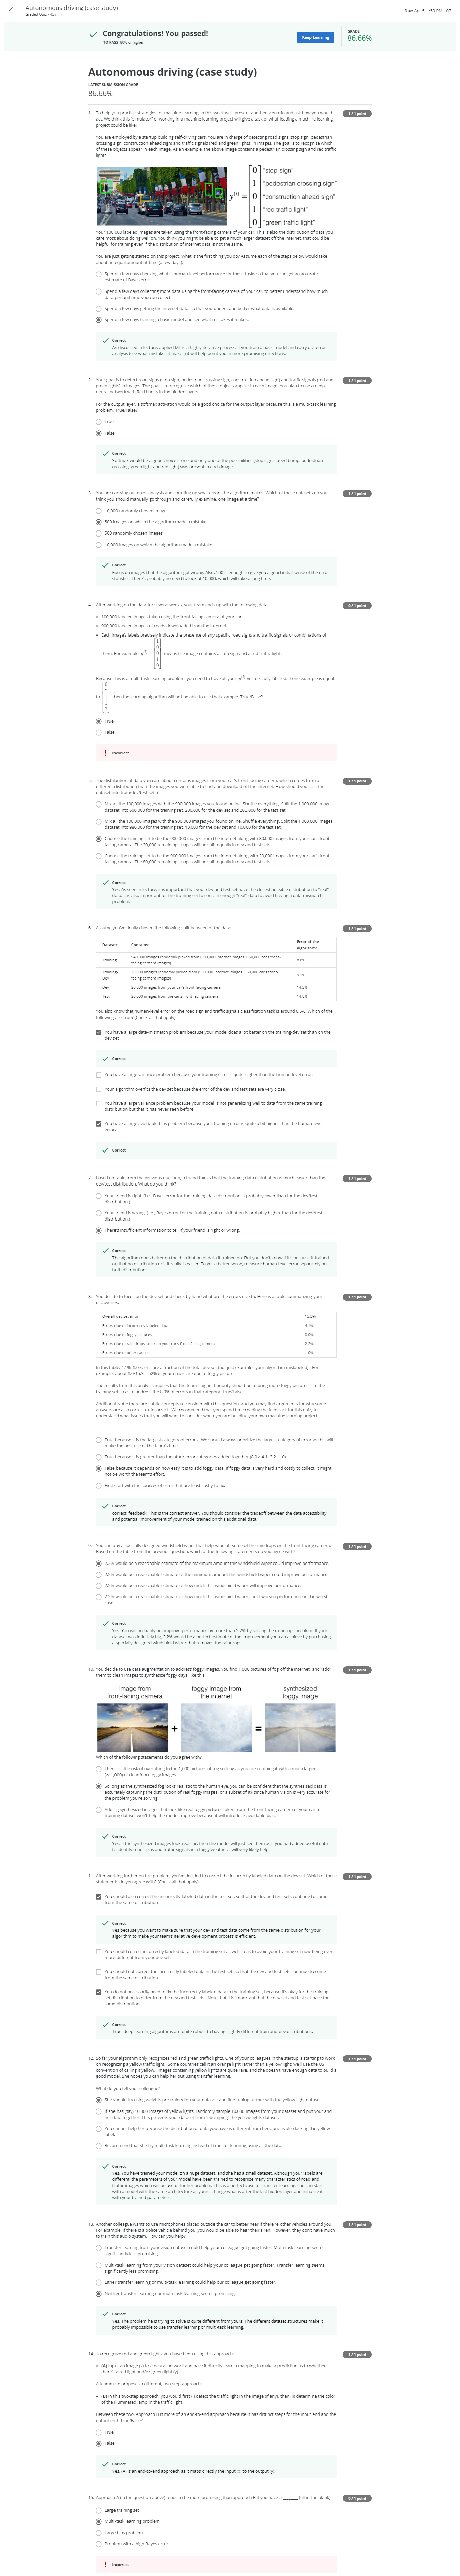 Autonomous driving (case study)
Graded Quiz • 45 min
Due Apr 5, 1:59 PM +07
Congratulations! You passed!
TO PASS 80% or higher
Keep Learning
GRADE
86.66%
Autonomous driving (case study)
LATEST SUBMISSION GRADE
86.66%
1. To help you practice strategies for machine learning, in this week we'll present another scenario and ask how you would
act. We think this "simulator" of working in a machine learning project will give a task of what leading a machine learning
project could be like!
1 / 1 point
You are employed by a startup building self-driving cars. You are in charge of detecting road signs (stop sign, pedestrian
crossing sign, construction ahead sign) and traffic signals (red and green lights) in images. The goal is to recognize which
of these objects appear in each image. As an example, the above image contains a pedestrian crossing sign and red traffic
lights
y(i) =
0 "stop sign"
1 "pedestrian crossing sign"
0 "construction ahead sign"
1 "red traffic light"
0 "green traffic light"
Your 100,000 labeled images are taken using the front-facing camera of your car. This is also the distribution of data you
care most about doing well on. You think you might be able to get a much larger dataset off the internet, that could be
helpful for training even if the distribution of internet data is not the same.
You are just getting started on this project. What is the first thing you do? Assume each of the steps below would take
about an equal amount of time (a few days).
Spend a few days checking what is human-level performance for these tasks so that you can get an accurate
estimate of Bayes error.
Spend a few days collecting more data using the front-facing camera of your car, to better understand how much
data per unit time you can collect.
Spend a few days getting the internet data, so that you understand better what data is available.
Spend a few days training a basic model and see what mistakes it makes.
Correct
As discussed in lecture, applied ML is a highly iterative process. If you train a basic model and carry out error
analysis (see what mistakes it makes) it will help point you in more promising directions.
2. Your goal is to detect road signs (stop sign, pedestrian crossing sign, construction ahead sign) and traffic signals (red and
green lights) in images. The goal is to recognize which of these objects appear in each image. You plan to use a deep
neural network with ReLU units in the hidden layers.
1 / 1 point
For the output layer, a softmax activation would be a good choice for the output layer because this is a multi-task learning
problem. True/False?
True
False
Correct
Softmax would be a good choice if one and only one of the possibilities (stop sign, speed bump, pedestrian
crossing, green light and red light) was present in each image.
3. You are carrying out error analysis and counting up what errors the algorithm makes. Which of these datasets do you
think you should manually go through and carefully examine, one image at a time?
1 / 1 point
10,000 randomly chosen images
500 images on which the algorithm made a mistake
500 randomly chosen images
10,000 images on which the algorithm made a mistake
Correct
Focus on images that the algorithm got wrong. Also, 500 is enough to give you a good initial sense of the error
statistics. There's probably no need to look at 10,000, which will take a long time.
4. After working on the data for several weeks, your team ends up with the following data:
0 / 1 point
• 100,000 labeled images taken using the front-facing camera of your car.
• 900,000 labeled images of roads downloaded from the internet.
• Each image's labels precisely indicate the presence of any specific road signs and traffic signals or combinations of
them. For example, y(i) = [1 0 0 1 0] means the image contains a stop sign and a red traffic light.
Because this is a multi-task learning problem, you need to have all your y(i) vectors fully labeled. If one example is equal
to [0 ? 1 1 ?] then the learning algorithm will not be able to use that example. True/False?
True
False
Incorrect
5. The distribution of data you care about contains images from your car's front-facing camera; which comes from a
different distribution than the images you were able to find and download off the internet. How should you split the
dataset into train/dev/test sets?
1 / 1 point
Mix all the 100,000 images with the 900,000 images you found online. Shuffle everything. Split the 1,000,000 images
dataset into 600,000 for the training set, 200,000 for the dev set and 200,000 for the test set.
Mix all the 100,000 images with the 900,000 images you found online. Shuffle everything. Split the 1,000,000 images
dataset into 980,000 for the training set, 10,000 for the dev set and 10,000 for the test set.
Choose the training set to be the 900,000 images from the internet along with 80,000 images from your car's front-
facing camera. The 20,000 remaining images will be split equally in dev and test sets.
Choose the training set to be the 900,000 images from the internet along with 20,000 images from your car's front-
facing camera. The 80,000 remaining images will be split equally in dev and test sets.
Correct
Yes. As seen in lecture, it is important that your dev and test set have the closest possible distribution to "real"-
data. It is also important for the training set to contain enough "real"-data to avoid having a data-mismatch
problem.
6. Assume you've finally chosen the following split between of the data:
1 / 1 point
Dataset: Contains: Error of the algorithm:
Training 940,000 images randomly picked from (900,000 internet images + 60,000 car's front-facing camera images) 8.8%
Training-Dev 20,000 images randomly picked from (900,000 internet images + 60,000 car's front-facing camera images) 9.1%
Dev 20,000 images from your car's front-facing camera 14.3%
Test 20,000 images from the car's front-facing camera 14.8%
You also know that human-level error on the road sign and traffic signals classification task is around 0.5%. Which of the
following are True? (Check all that apply).
You have a large data-mismatch problem because your model does a lot better on the training-dev set than on the
dev set
Correct
You have a large variance problem because your training error is quite higher than the human-level error.
Your algorithm overfits the dev set because the error of the dev and test sets are very close.
You have a large variance problem because your model is not generalizing well to data from the same training
distribution but that it has never seen before.
You have a large avoidable-bias problem because your training error is quite a bit higher than the human-level
error.
Correct
7. Based on table from the previous question, a friend thinks that the training data distribution is much easier than the
dev/test distribution. What do you think?
1 / 1 point
Your friend is right. (i.e., Bayes error for the training data distribution is probably lower than for the dev/test
distribution.)
Your friend is wrong. (i.e., Bayes error for the training data distribution is probably higher than for the dev/test
distribution.)
There's insufficient information to tell if your friend is right or wrong.
Correct
The algorithm does better on the distribution of data it trained on. But you don't know if it's because it trained
on that no distribution or if it really is easier. To get a better sense, measure human-level error separately on
both distributions.
8. You decide to focus on the dev set and check by hand what are the errors due to. Here is a table summarizing your
discoveries:
1 / 1 point
Overall dev set error 15.3%
Errors due to incorrectly labeled data 4.1%
Errors due to foggy pictures 8.0%
Errors due to rain drops stuck on your car's front-facing camera 2.2%
Errors due to other causes 1.0%
In this table, 4.1%, 8.0%, etc. are a fraction of the total dev set (not just examples your algorithm mislabeled). For
example, about 8.0/15.3 = 52% of your errors are due to foggy pictures.
The results from this analysis implies that the team's highest priority should be to bring more foggy pictures into the
training set so as to address the 8.0% of errors in that category. True/False?
Additional Note: there are subtle concepts to consider with this question, and you may find arguments for why some
answers are also correct or incorrect. We recommend that you spend time reading the feedback for this quiz, to
understand what issues that you will want to consider when you are building your own machine learning project.
True because it is the largest category of errors. We should always prioritize the largest category of error as this will
make the best use of the team's time.
True because it is greater than the other error categories added together (8.0 > 4.1+2.2+1.0).
False because it depends on how easy it is to add foggy data. If foggy data is very hard and costly to collect, it might
not be worth the team's effort.
First start with the sources of error that are least costly to fix.
Correct
correct feedback: This is the correct answer. You should consider the tradeoff between the data accessibility
and potential improvement of your model trained on this additional data.
9. You can buy a specially designed windshield wiper that help wipe off some of the raindrops on the front-facing camera.
Based on the table from the previous question, which of the following statements do you agree with?
1 / 1 point
2.2% would be a reasonable estimate of the maximum amount this windshield wiper could improve performance.
2.2% would be a reasonable estimate of the minimum amount this windshield wiper could improve performance.
2.2% would be a reasonable estimate of how much this windshield wiper will improve performance.
2.2% would be a reasonable estimate of how much this windshield wiper could worsen performance in the worst
case.
Correct
Yes. You will probably not improve performance by more than 2.2% by solving the raindrops problem. If your
dataset was infinitely big, 2.2% would be a perfect estimate of the improvement you can achieve by purchasing
a specially designed windshield wiper that removes the raindrops.
10. You decide to use data augmentation to address foggy images. You find 1,000 pictures of fog off the internet, and "add"
them to clean images to synthesize foggy days, like this:
1 / 1 point
image from
front-facing camera
foggy image from
the internet
synthesized
foggy image
+
=
Which of the following statements do you agree with?
There is little risk of overfitting to the 1,000 pictures of fog so long as you are combing it with a much larger
(>>1,000) of clean/non-foggy images.
So long as the synthesized fog looks realistic to the human eye, you can be confident that the synthesized data is
accurately capturing the distribution of real foggy images (or a subset of it), since human vision is very accurate for
the problem you're solving.
Adding synthesized images that look like real foggy pictures taken from the front-facing camera of your car to
training dataset won't help the model improve because it will introduce avoidable-bias.
Correct
Yes. If the synthesized images look realistic, then the model will just see them as if you had added useful data
to identify road signs and traffic signals in a foggy weather. I will very likely help.
11. After working further on the problem, you've decided to correct the incorrectly labeled data on the dev set. Which of these
statements do you agree with? (Check all that apply).
1 / 1 point
You should also correct the incorrectly labeled data in the test set, so that the dev and test sets continue to come
from the same distribution
Correct
Yes because you want to make sure that your dev and test data come from the same distribution for your
algorithm to make your team's iterative development process is efficient.
You should correct incorrectly labeled data in the training set as well so as to avoid your training set now being even
more different from your dev set.
You should not correct the incorrectly labeled data in the test set, so that the dev and test sets continue to come
from the same distribution
You do not necessarily need to fix the incorrectly labeled data in the training set, because it's okay for the training
set distribution to differ from the dev and test sets. Note that it is important that the dev set and test set have the
same distribution.
Correct
True, deep learning algorithms are quite robust to having slightly different train and dev distributions.
12. So far your algorithm only recognizes red and green traffic lights. One of your colleagues in the startup is starting to work
on recognizing a yellow traffic light. (Some countries call it an orange light rather than a yellow light; we'll use the US
convention of calling it yellow.) Images containing yellow lights are quite rare, and she doesn't have enough data to build a
good model. She hopes you can help her out using transfer learning.
1 / 1 point
What do you tell your colleague?
She should try using weights pre-trained on your dataset, and fine-tuning further with the yellow-light dataset.
If she has (say) 10,000 images of yellow lights, randomly sample 10,000 images from your dataset and put your and
her data together. This prevents your dataset from "swamping" the yellow lights dataset.
You cannot help her because the distribution of data you have is different from hers, and is also lacking the yellow
label.
Recommend that she try multi-task learning instead of transfer learning using all the data.
Correct
Yes. You have trained your model on a huge dataset, and she has a small dataset. Although your labels are
different, the parameters of your model have been trained to recognize many characteristics of road and
traffic images which will be useful for her problem. This is a perfect case for transfer learning, she can start
with a model with the same architecture as yours, change what is after the last hidden layer and initialize it
with your trained parameters.
13. Another colleague wants to use microphones placed outside the car to better hear if there're other vehicles around you.
For example, if there is a police vehicle behind you, you would be able to hear their siren. However, they don't have much
to train this audio system. How can you help?
1 / 1 point
Transfer learning from your vision dataset could help your colleague get going faster. Multi-task learning seems
significantly less promising.
Multi-task learning from your vision dataset could help your colleague get going faster. Transfer learning seems
significantly less promising.
Either transfer learning or multi-task learning could help our colleague get going faster.
Neither transfer learning nor multi-task learning seems promising.
Correct
Yes. The problem he is trying to solve is quite different from yours. The different dataset structures make it
probably impossible to use transfer learning or multi-task learning.
14. To recognize red and green lights, you have been using this approach:
1 / 1 point
• (A) Input an image (x) to a neural network and have it directly learn a mapping to make a prediction as to whether
there's a red light and/or green light (y).
A teammate proposes a different, two-step approach:
• (B) In this two-step approach, you would first (i) detect the traffic light in the image (if any), then (ii) determine the color
of the illuminated lamp in the traffic light.
Between these two, Approach B is more of an end-to-end approach because it has distinct steps for the input end and the
output end. True/False?
True
False
Correct
Yes. (A) is an end-to-end approach as it maps directly the input (x) to the output (y).
15. Approach A (in the question above) tends to be more promising than approach B if you have a ________ (fill in the blank).
0 / 1 point
Large training set
Multi-task learning problem.
Large bias problem.
Problem with a high Bayes error.
Incorrect